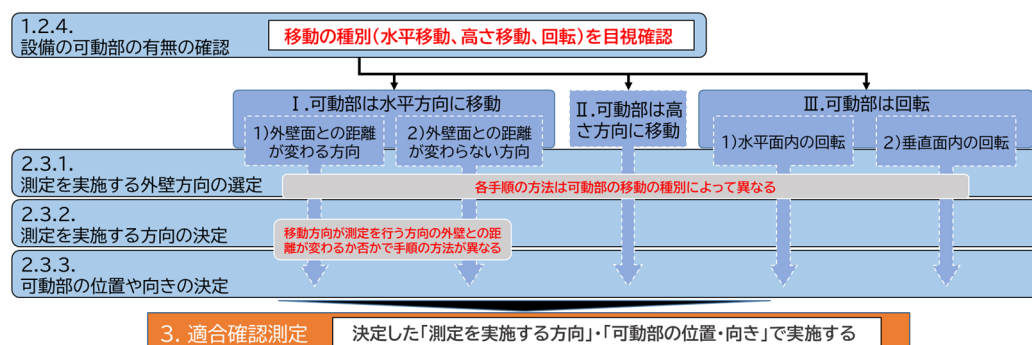 1.2.4.
設備の可動部の有無の確認
移動の種別(水平移動、高さ移動、回転)を目視確認
Ⅰ.可動部は水平方向に移動
1)外壁面との距離
が変わる方向
2)外壁面との距離
が変わらない方向
Ⅱ.可動部は高
さ方向に移動
Ⅲ.可動部は回転
1)水平面内の回転
2)垂直面内の回転
2.3.1.
測定を実施する外壁方向の選定
各手順の方法は可動部の移動の種別によって異なる
2.3.2.
測定を実施する方向の決定
移動方向が測定を行う方向の外壁との距
離が変わるか否かで手順の方法が異なる
2.3.3.
可動部の位置や向きの決定
3. 適合確認測定
決定した「測定を実施する方向」・「可動部の位置・向き」で実施する